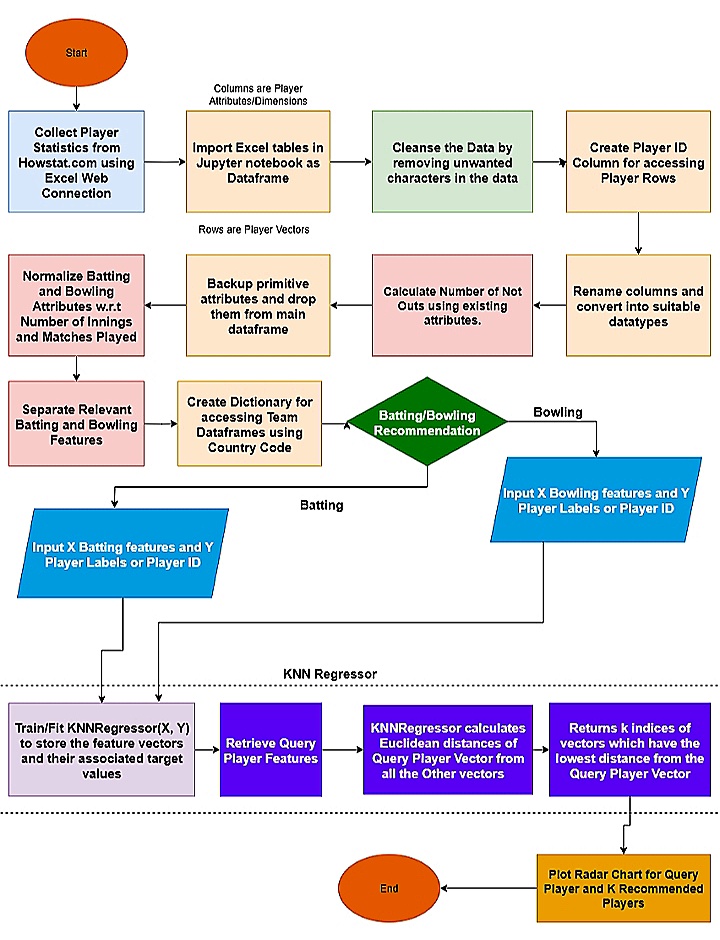 Start
Columns are Player
Attributes/Dimensions
Collect Player
Statistics from
Howstat.com using
Excel Web
Connection
Import Excel tables in
Jupyter notebook as
Dataframe
Cleanse the Data by
removing unwanted
characters in the data
Create Player ID
Column for accessing
Player Rows
Rows are Player Vectors
Normalize Batting
and Bowling
Attributes w.r.t
Number of Innings
and Matches Played
Backup primitive
attributes and drop
them from main
dataframe
Calculate Number of Not
Outs using existing
attributes.
Rename columns and
convert into suitable
datatypes
Separate Relevant
Batting and Bowling
Features
Create Dictionary for
accessing Team
Dataframes using
Country Code
Batting/Bowling
Recommendation
Bowling
Batting
Input X Bowling features and Y
Player Labels or Player ID
Input X Batting features and Y
Player Labels or Player ID
KNN Regressor
Train/Fit KNNRegressor(X, Y)
to store the feature vectors
and their associated target
values
Retrieve Query
Player Features
KNNRegressor calculates
Euclidean distances of
Query Player Vector from
all the Other vectors
Returns k indices of
vectors which have the
lowest distance from the
Query Player Vector
End
Plot Radar Chart for Query
Player and K Recommended
Players